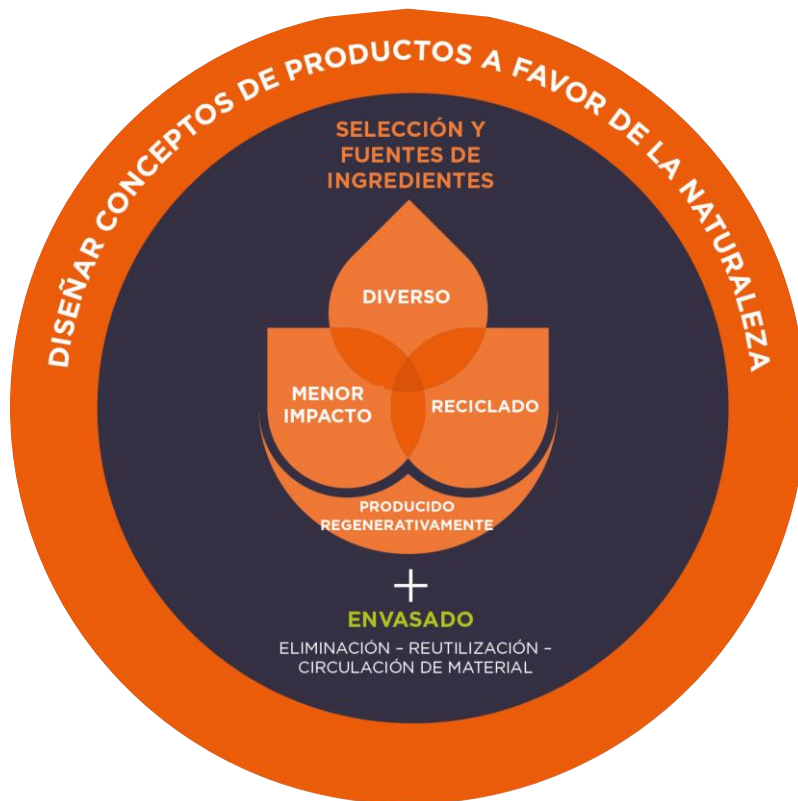 DISEÑAR CONCEPTOS DE PRODUCTOS A FAVOR DE LA NATURALEZA
SELECCIÓN Y
FUENTES DE
INGREDIENTES
DIVERSO
MENOR
IMPACTO
RECICLADO
PRODUCIDO
REGENERATIVAMENTE
+
ENVASADO
ELIMINACIÓN – REUTILIZACIÓN –
CIRCULACIÓN DE MATERIAL